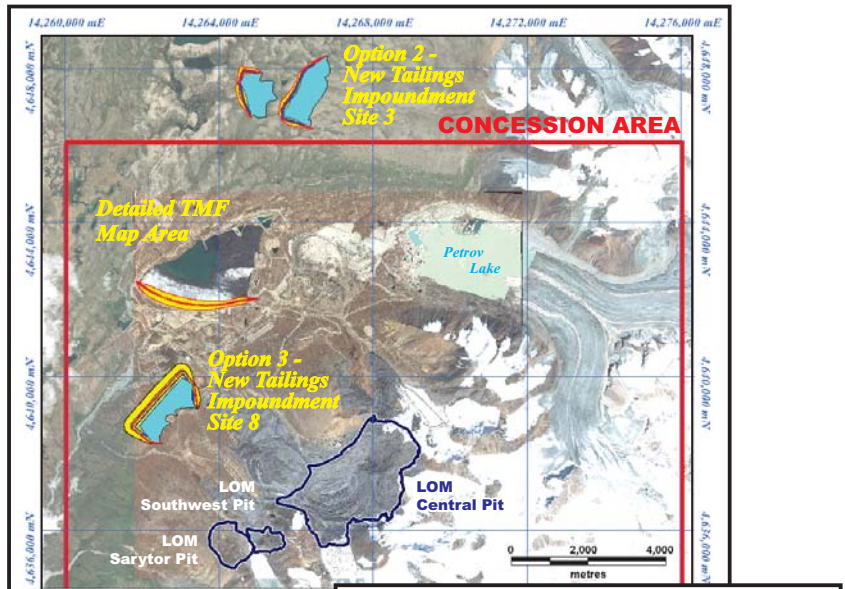 14,260,000 mE
14,264,000 mE
14,268,000 mE
14,272,000 mE
14,276,000 mE
4,648,000 mN
4,648,000 mN
Option 2 -
New Tailings
Impoundment
Site 3
CONCESSION AREA
Detailed TMF
Map Area
4,644,000 mN
4,644,000 mN
Petrov
Lake
Option 3 -
New Tailings
Impoundment
Site 8
4,640,000 mN
4,640,000 mN
LOM
Southwest Pit
LOM
Central Pit
LOM
Sarytor Pit
4,636,000 mN
4,636,000 mN
0
2,000
4,000
metres